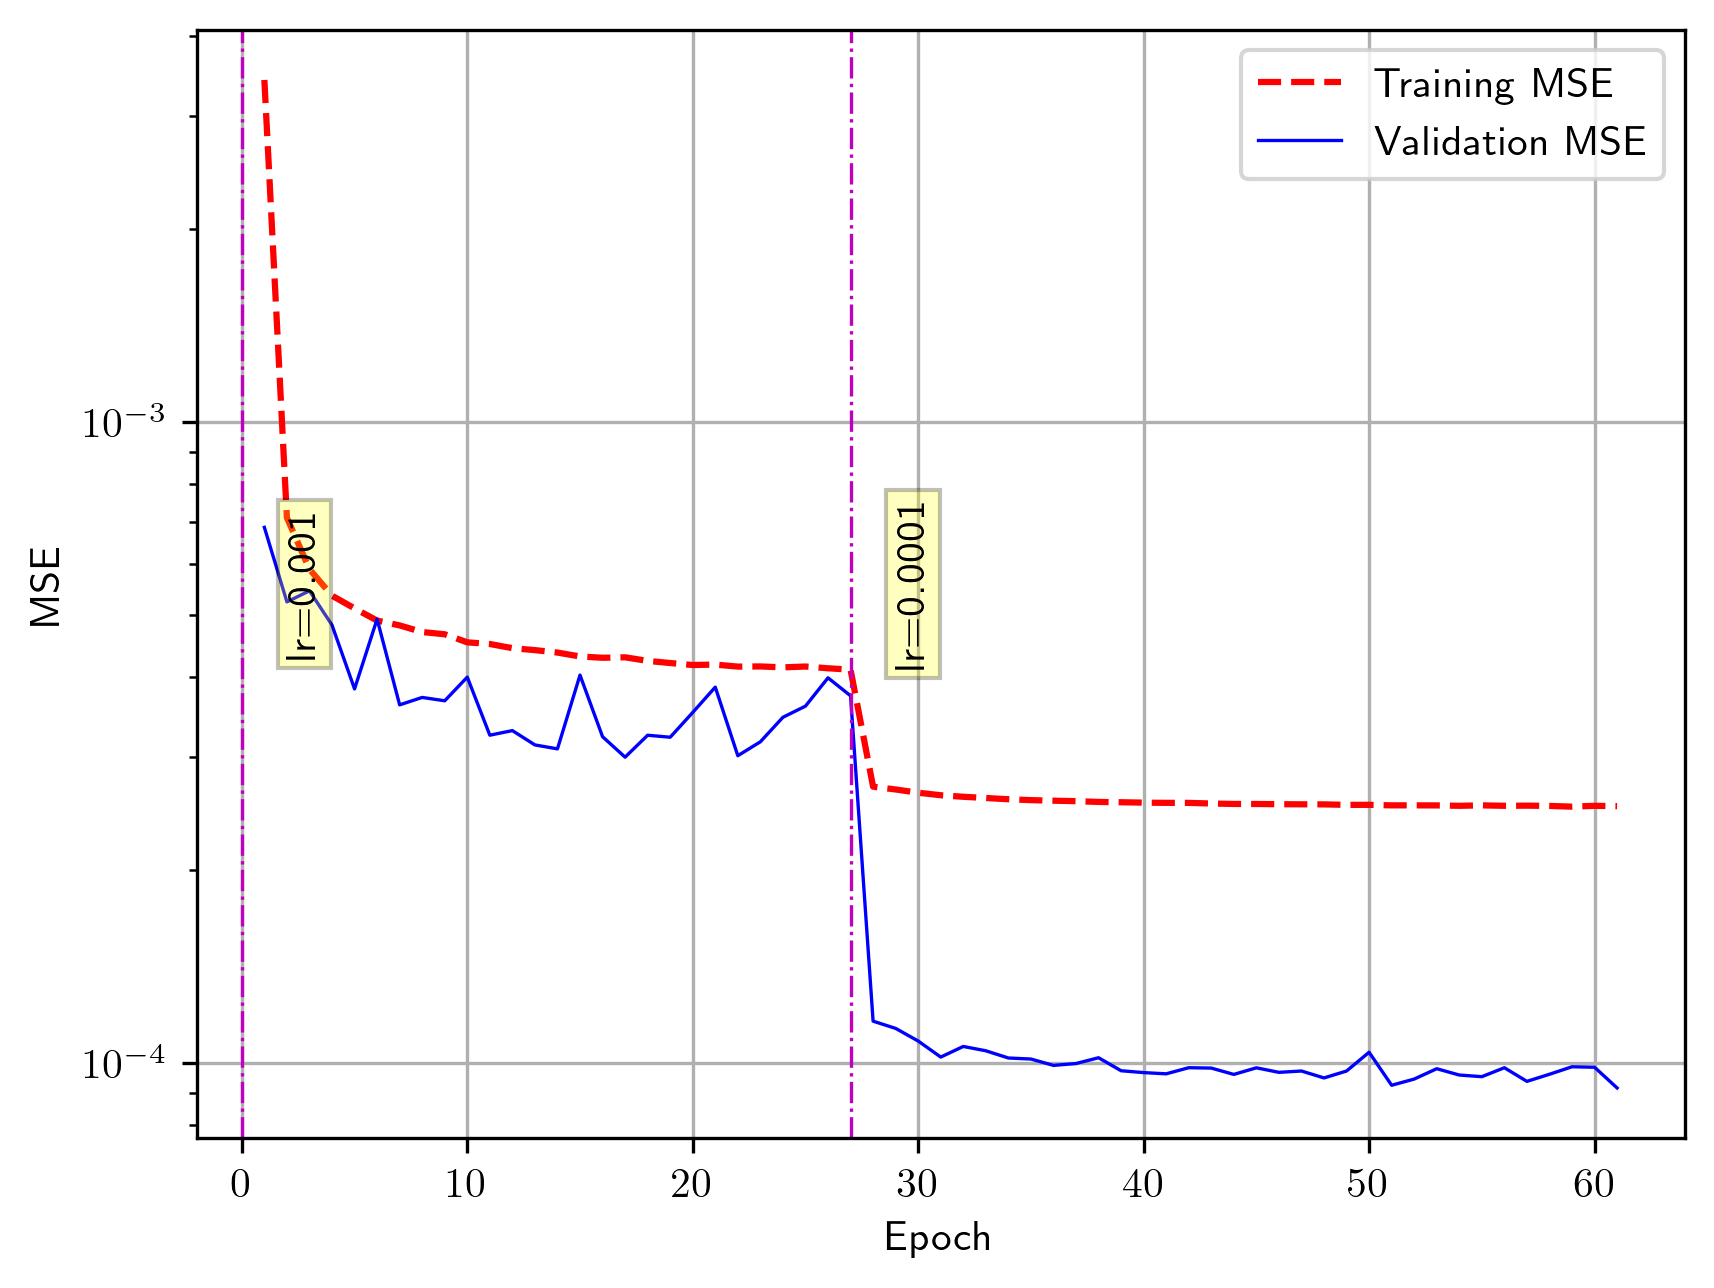 Training MSE
Validation MSE
MSE
10⁻³
10⁻⁴
lr=0.001
lr=0.0001
0 10 20 30 40 50 60
Epoch